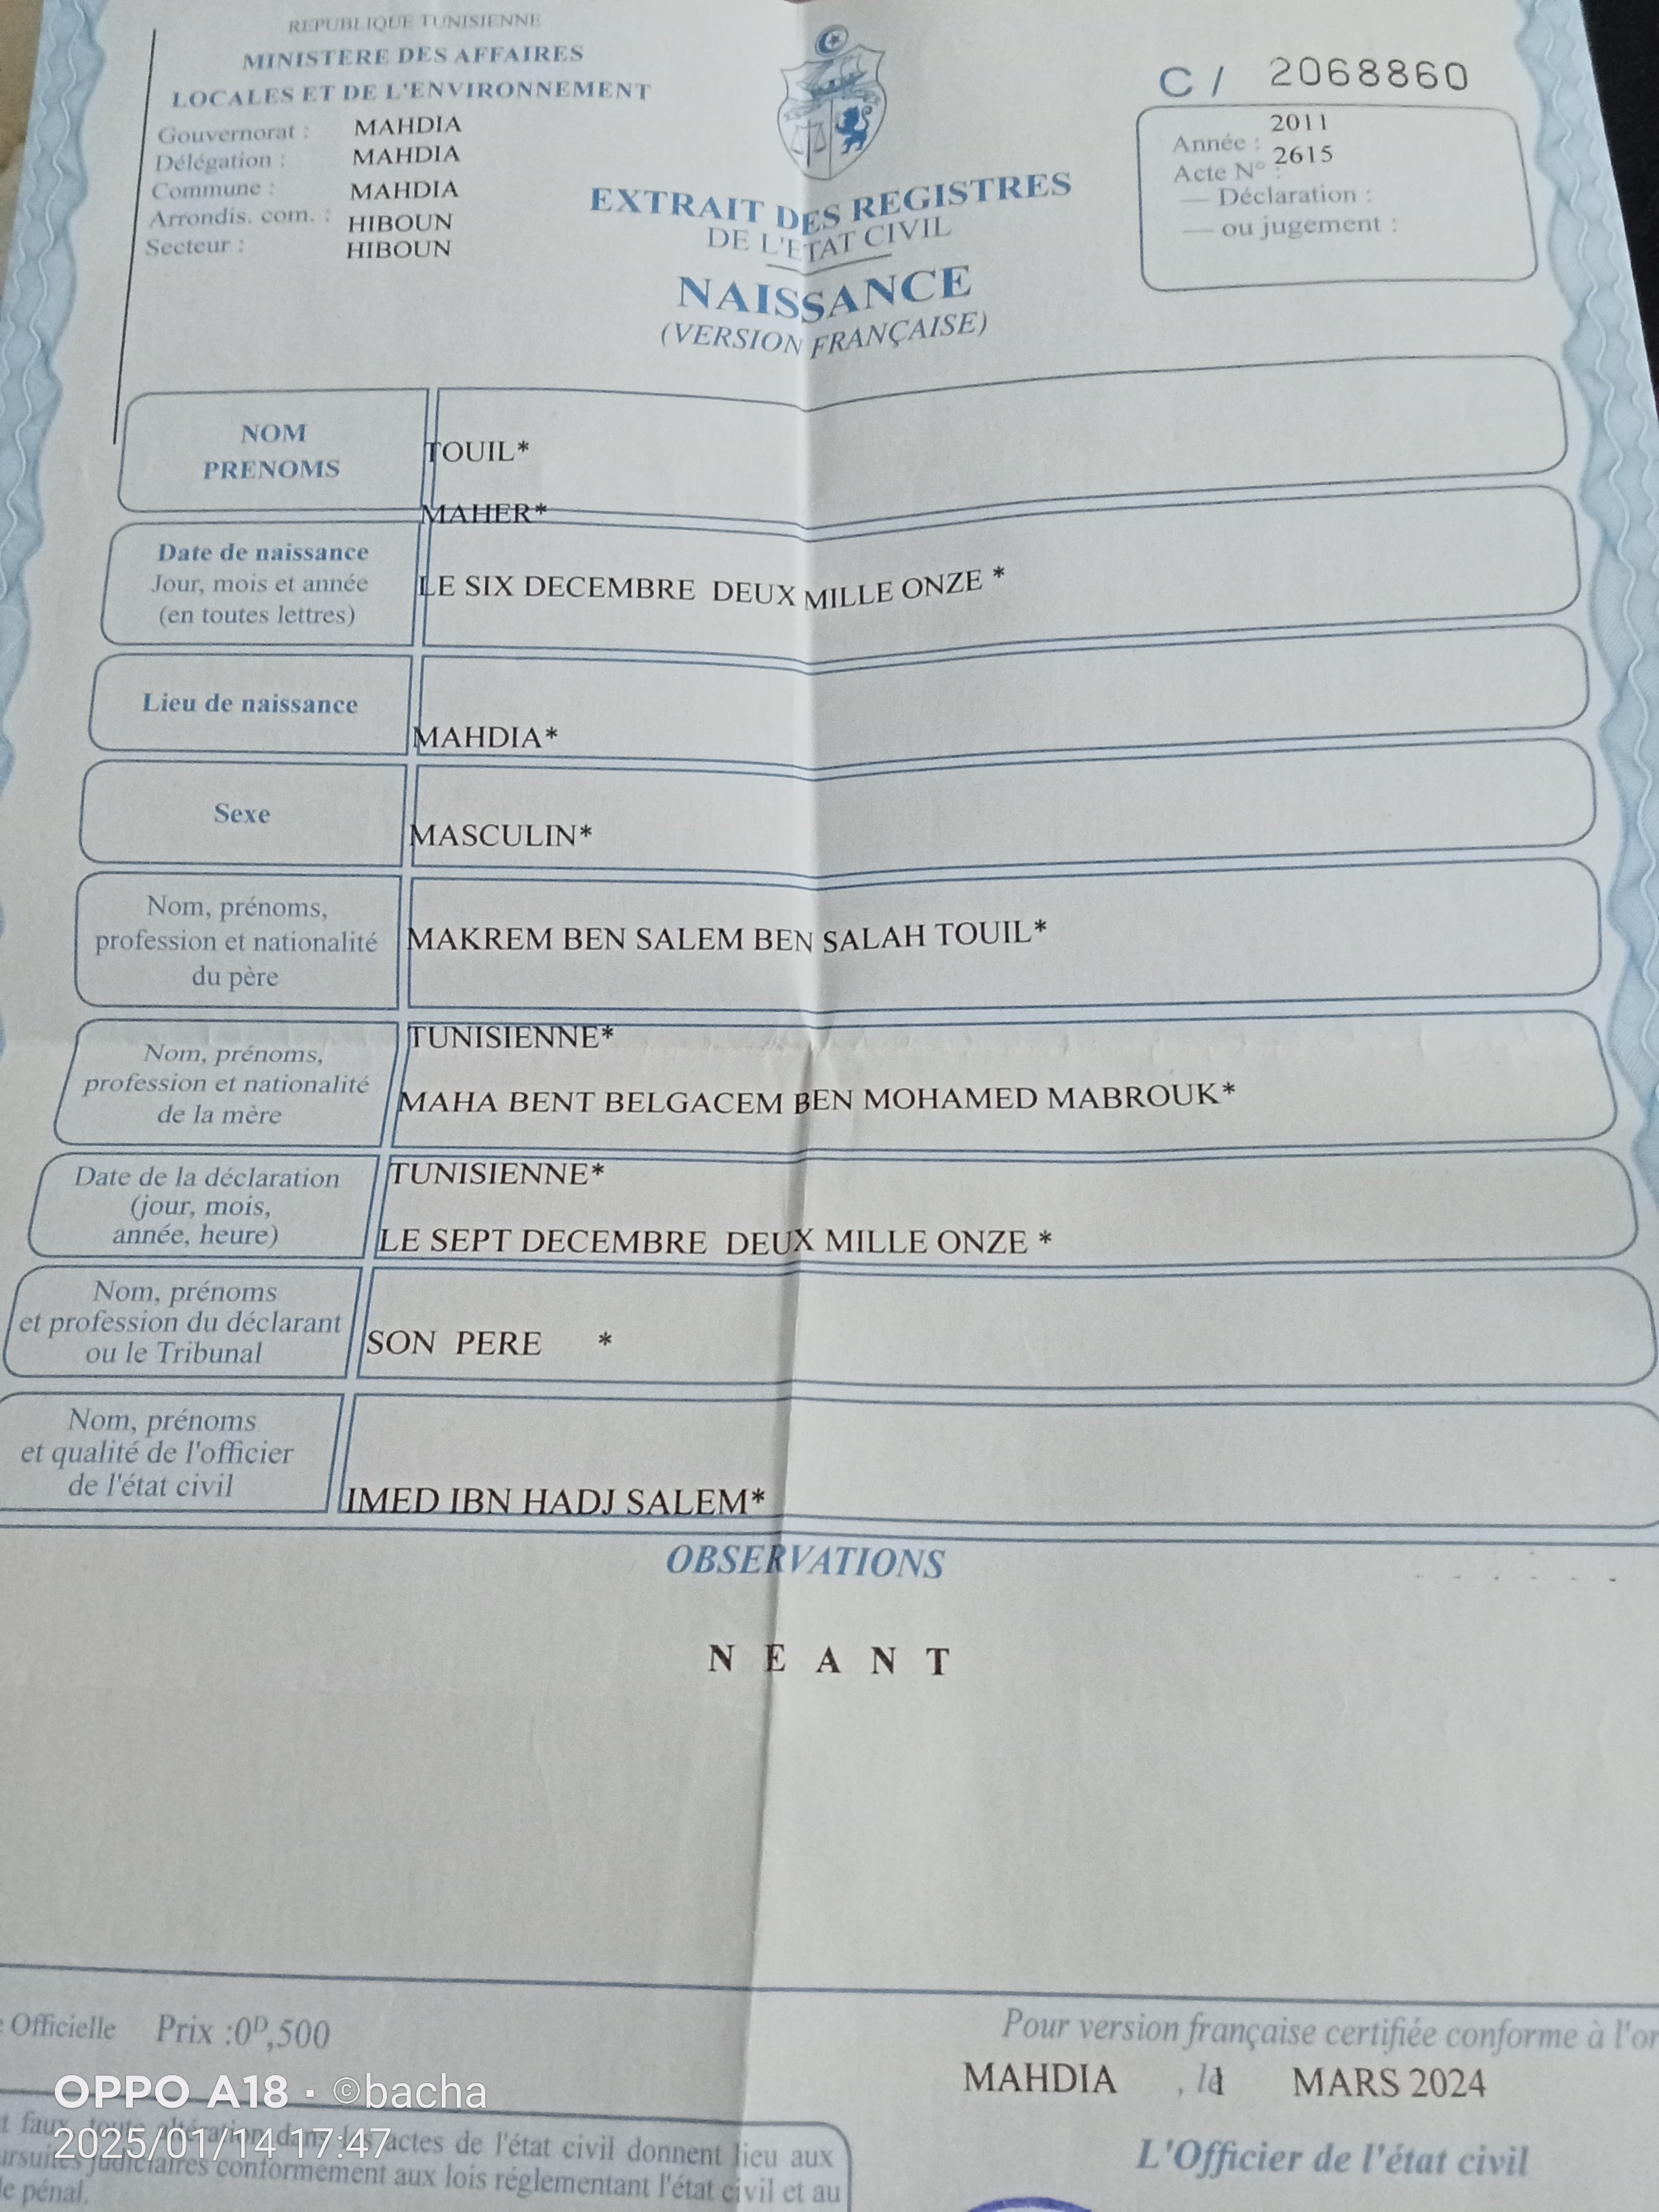 REPUBLIQUE TUNISIENNE
MINISTERE DES AFFAIRES
LOCALES ET DE L'ENVIRONNEMENT
Gouvernorat : MAHDIA
Délégation : MAHDIA
Commune : MAHDIA
Arrondis. com. : HIBOUN
Secteur : HIBOUN
EXTRAIT DES REGISTRES
DE L'ETAT CIVIL
NAISSANCE
(VERSION FRANÇAISE)
C / 2068860
Année : 2011
Acte N° : 2615
— Déclaration :
— ou jugement :
NOM
PRENOMS
TOUIL*
MAHER*
Date de naissance
Jour, mois et année
(en toutes lettres)
LE SIX DECEMBRE DEUX MILLE ONZE *
Lieu de naissance
MAHDIA*
Sexe
MASCULIN*
Nom, prénoms,
profession et nationalité
du père
MAKREM BEN SALEM BEN SALAH TOUIL*
TUNISIENNE*
Nom, prénoms,
profession et nationalité
de la mère
MAHA BENT BELGACEM BEN MOHAMED MABROUK*
TUNISIENNE*
Date de la déclaration
(jour, mois,
année, heure)
LE SEPT DECEMBRE DEUX MILLE ONZE *
Nom, prénoms
et profession du déclarant
ou le Tribunal
SON PERE *
Nom, prénoms
et qualité de l'officier
de l'état civil
IMED IBN HADJ SALEM*
OBSERVATIONS
N E A N T
Officielle Prix :0D,500
Pour version française certifiée conforme à l'or
MAHDIA , le 1 MARS 2024
L'Officier de l'état civil
faux, toute altération dans les actes de l'état civil donnent lieu aux
judiciaires conformement aux lois réglementant l'état civil et au
pénal.
OPPO A18 · ©bacha
2025/01/14 17:47